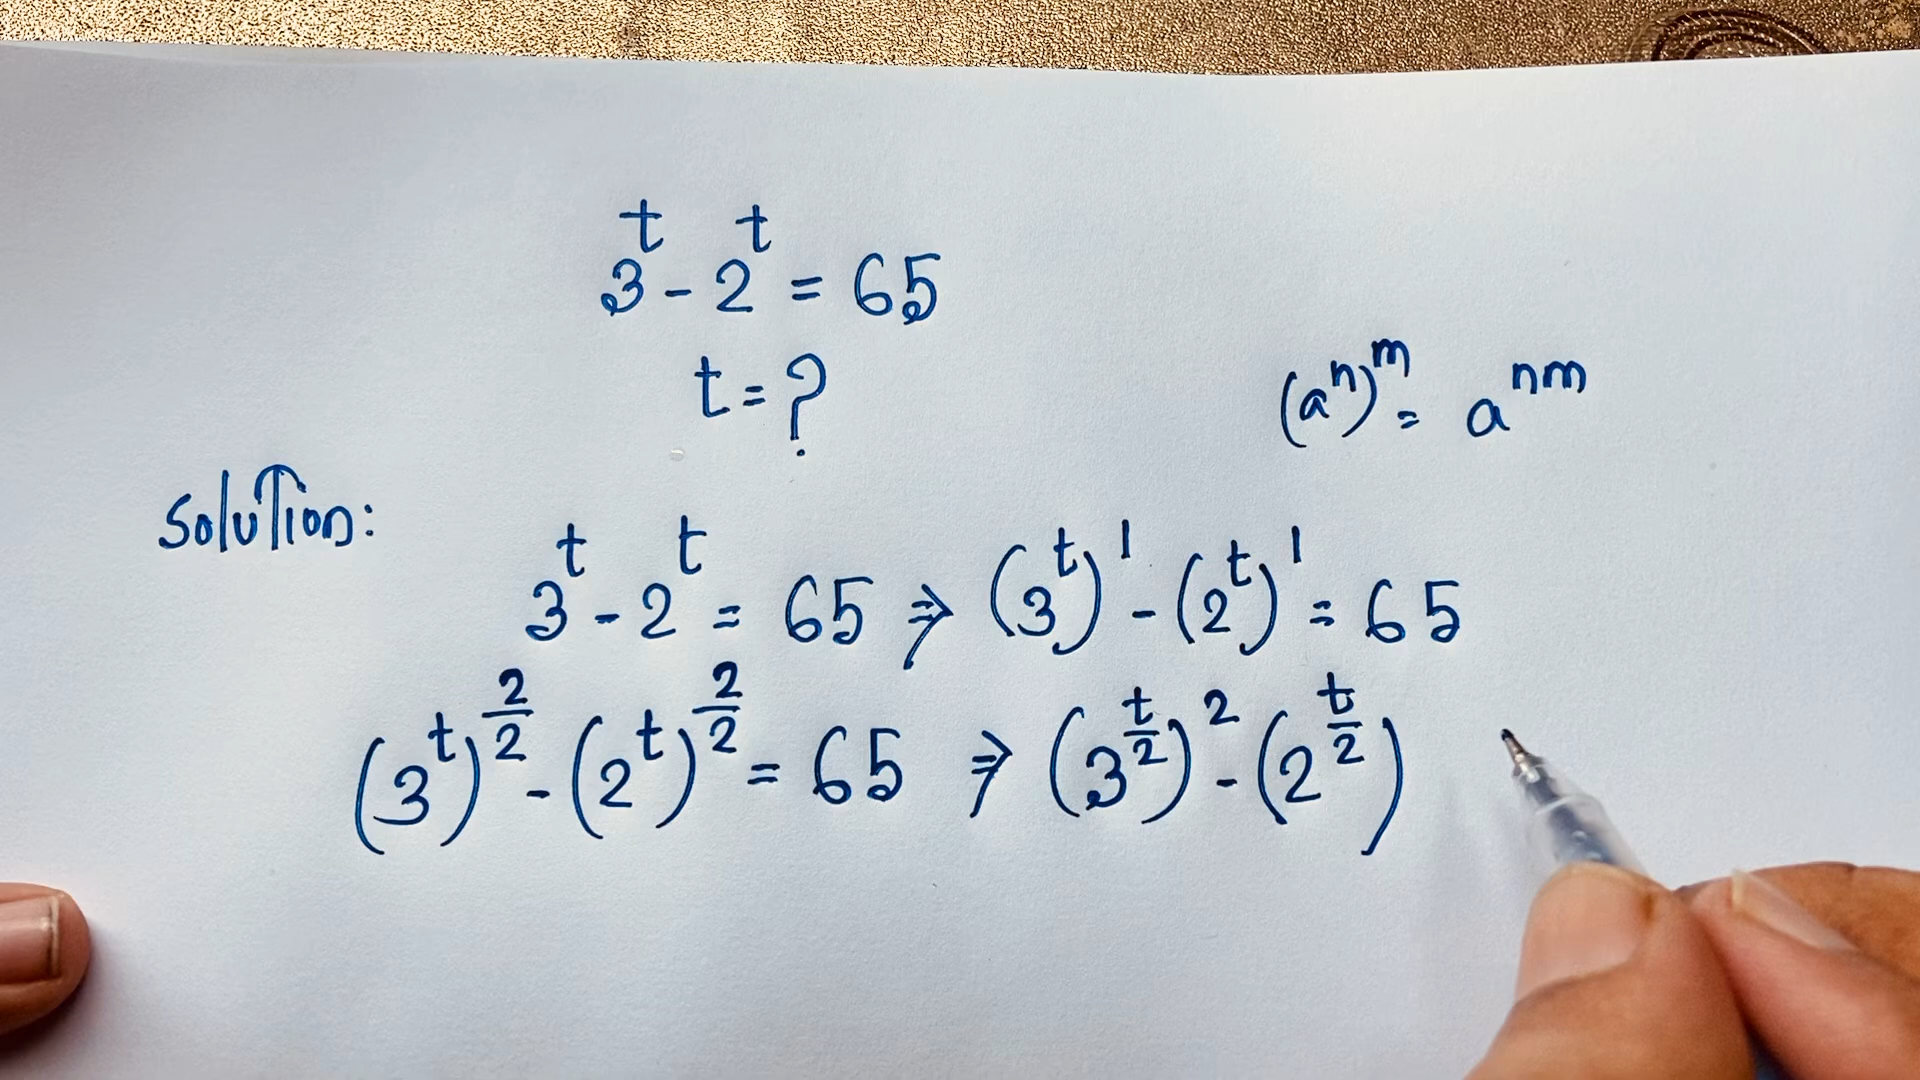 3^t - 2^t = 65
t = ?
(a^n)^m = a^nm
Solution:
3^t - 2^t = 65 ⇒ (3^t)^1 - (2^t)^1 = 65
(3^t)^(2/2) - (2^t)^(2/2) = 65 ⇒ (3^(t/2))^2 - (2^(t/2))